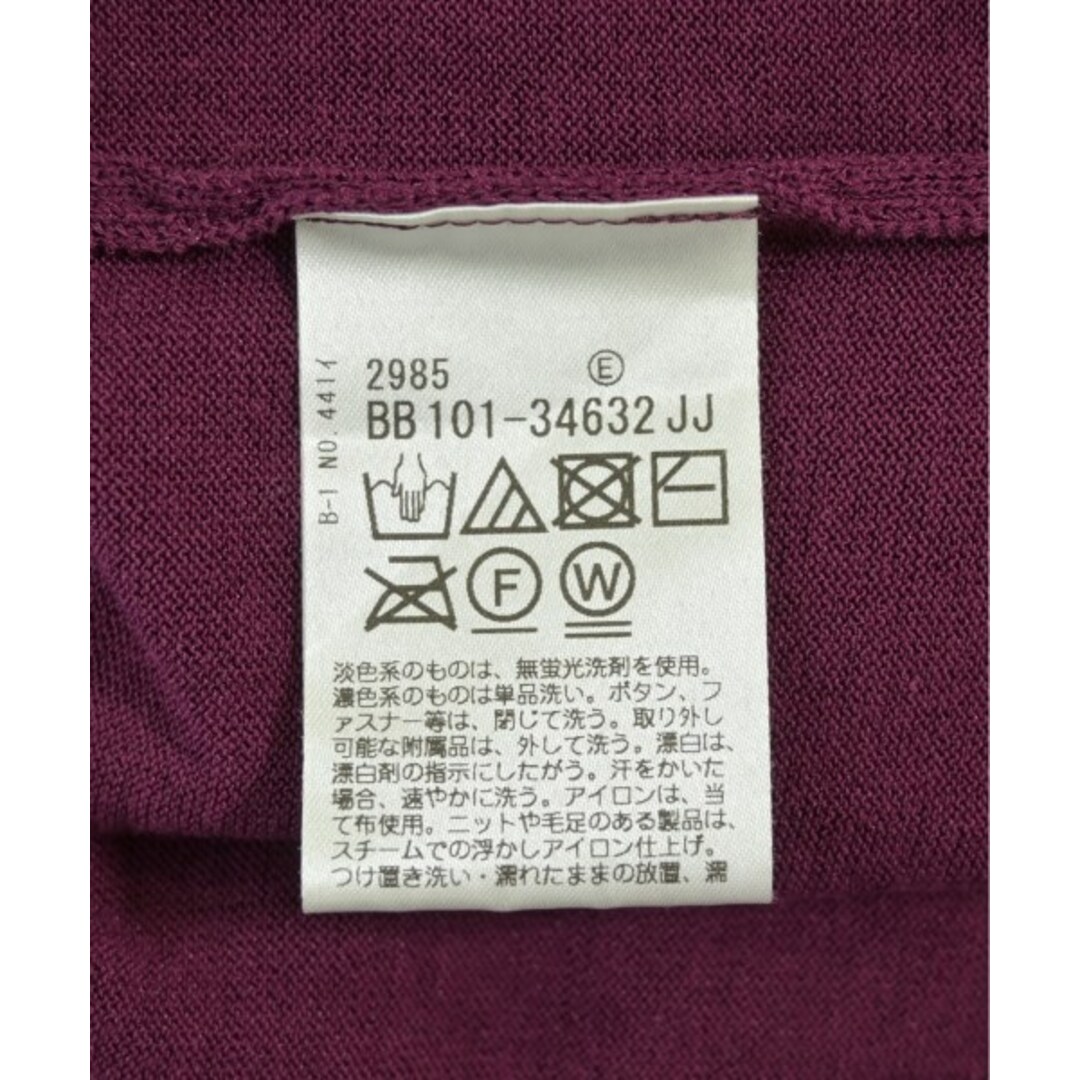 2985 Ⓔ
BB101-34632JJ
B-1 NO.441イ
F W
淡色系のものは、無蛍光洗剤を使用。
濃色系のものは単品洗い。ボタン、フ
ァスナー等は、閉じて洗う。取り外し
可能な附属品は、外して洗う。漂白は、
漂白剤の指示にしたがう。汗をかいた
場合、速やかに洗う。アイロンは、当
て布使用。ニットや毛足のある製品は、
スチームでの浮かしアイロン仕上げ。
つけ置き洗い・濡れたままの放置、濡